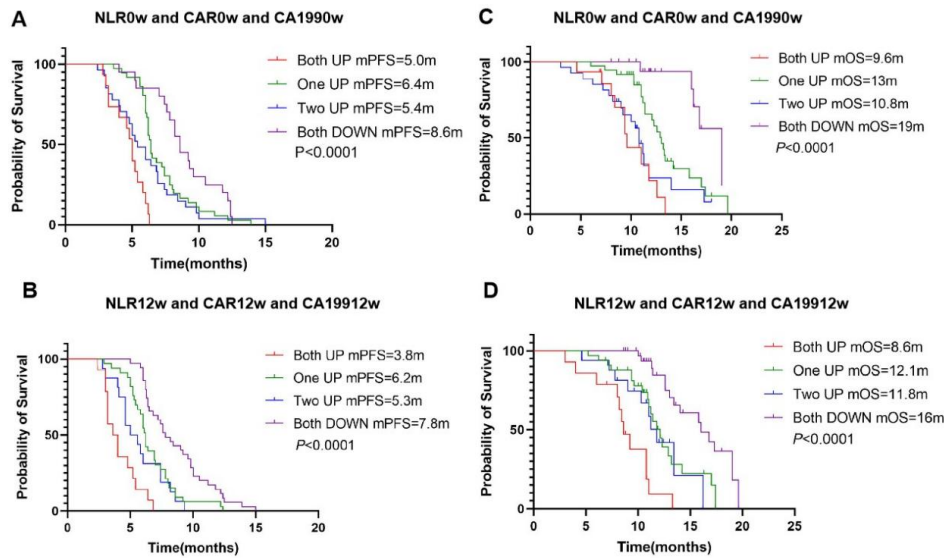 A
NLR0w and CAR0w and CA1990w
Both UP mPFS=5.0m
One UP mPFS=6.4m
Two UP mPFS=5.4m
Both DOWN mPFS=8.6m
P<0.0001
Probability of Survival
100
50
0
0 5 10 15 20
Time(months)
C
NLR0w and CAR0w and CA1990w
Both UP mOS=9.6m
One UP mOS=13m
Two UP mOS=10.8m
Both DOWN mOS=19m
P<0.0001
Probability of Survival
100
50
0
0 5 10 15 20 25
Time(months)
B
NLR12w and CAR12w and CA19912w
Both UP mPFS=3.8m
One UP mPFS=6.2m
Two UP mPFS=5.3m
Both DOWN mPFS=7.8m
P<0.0001
Probability of Survival
100
50
0
0 5 10 15 20
Time(months)
D
NLR12w and CAR12w and CA19912w
Both UP mOS=8.6m
One UP mOS=12.1m
Two UP mOS=11.8m
Both DOWN mOS=16m
P<0.0001
Probability of Survival
100
50
0
0 5 10 15 20 25
Time(months)